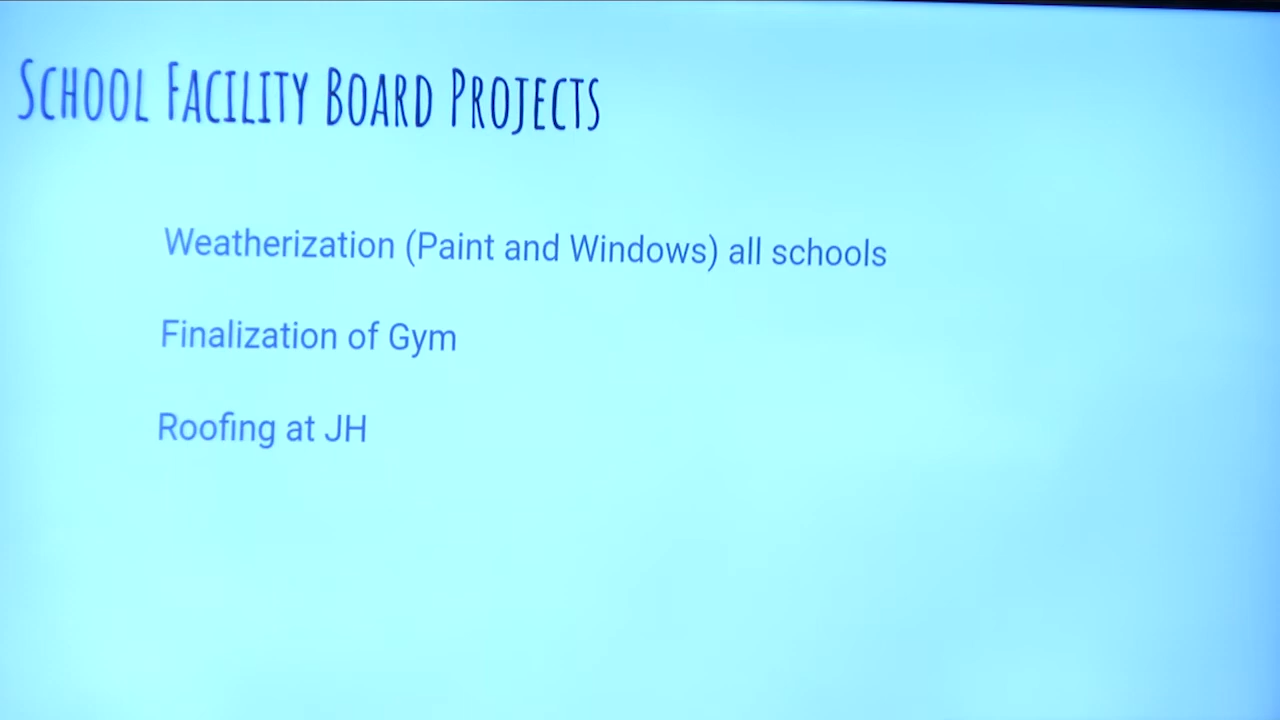 School Facility Board Projects
Weatherization (Paint and Windows) all schools
Finalization of Gym
Roofing at JH